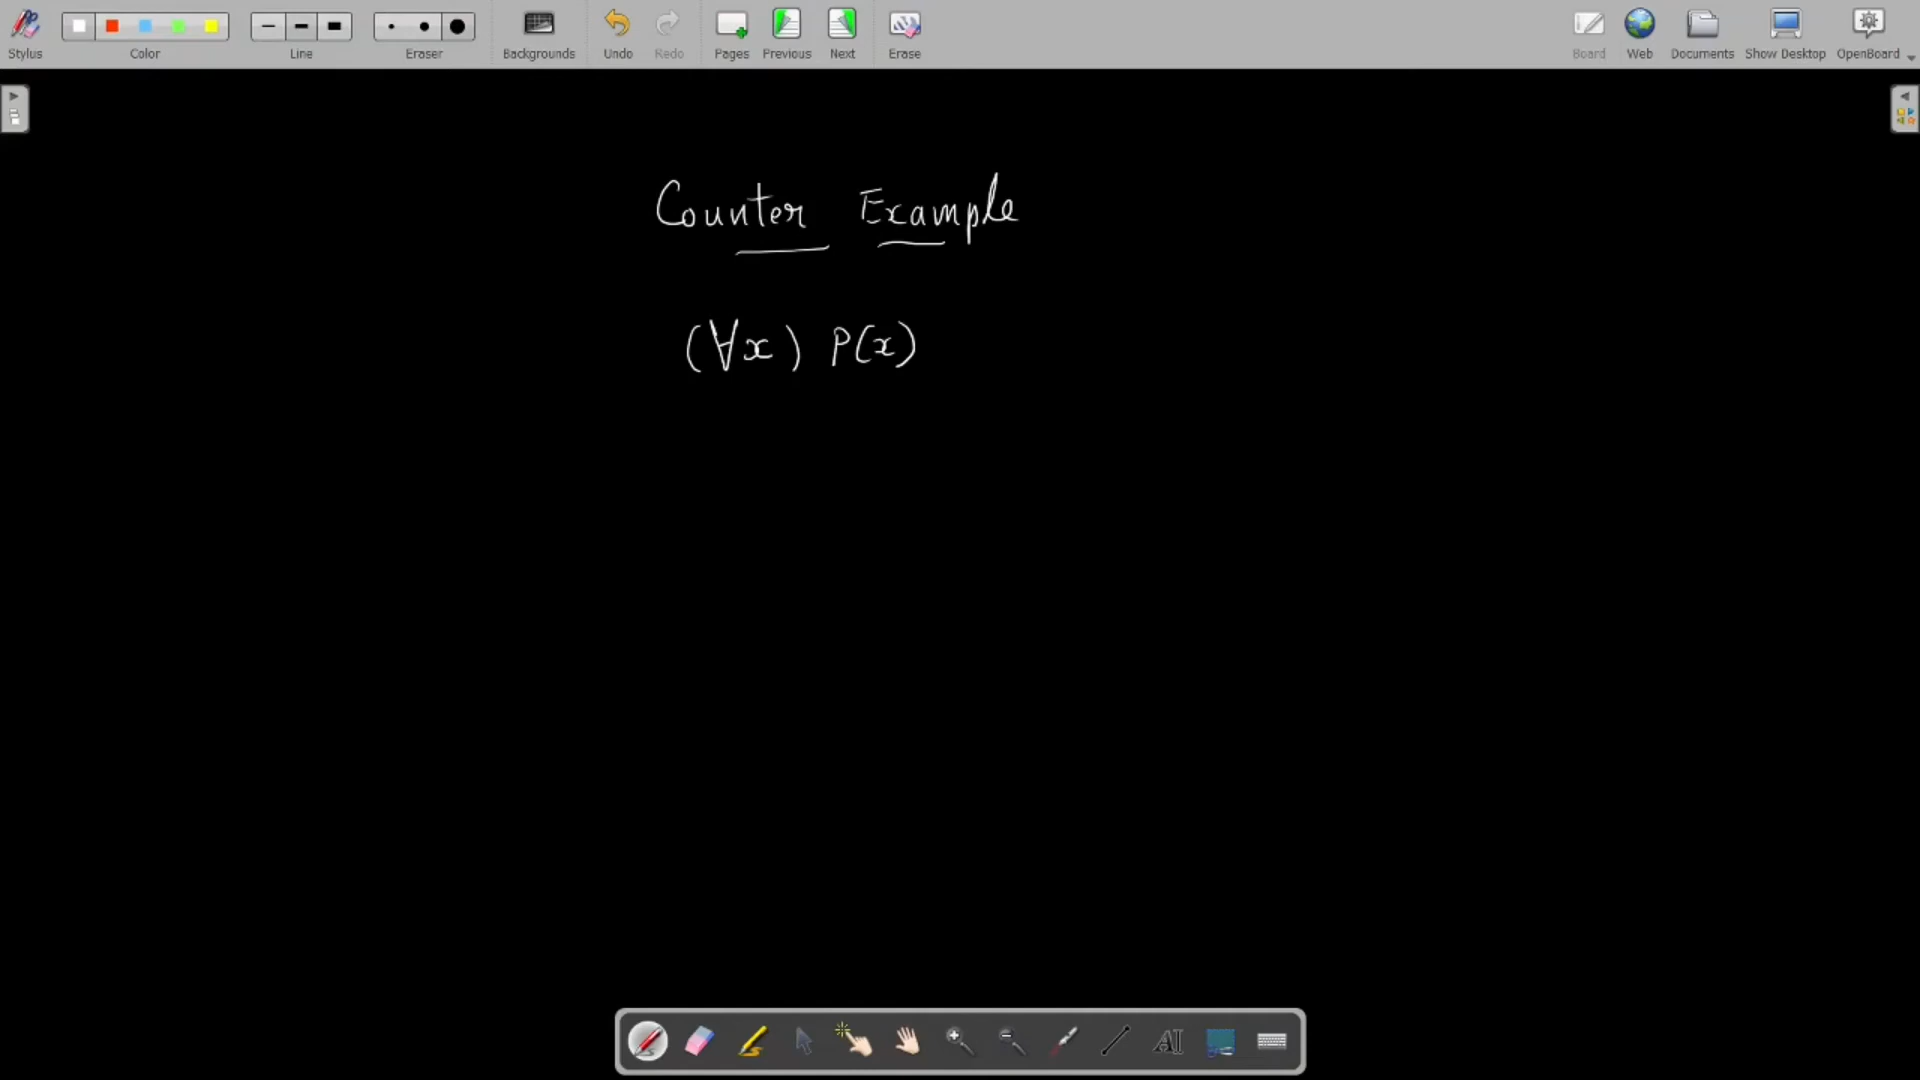 Stylus Color Line Eraser Backgrounds Undo Redo Pages Previous Next Erase Board Web Documents Show Desktop OpenBoard
Counter Example
(∀x) P(x)
AI